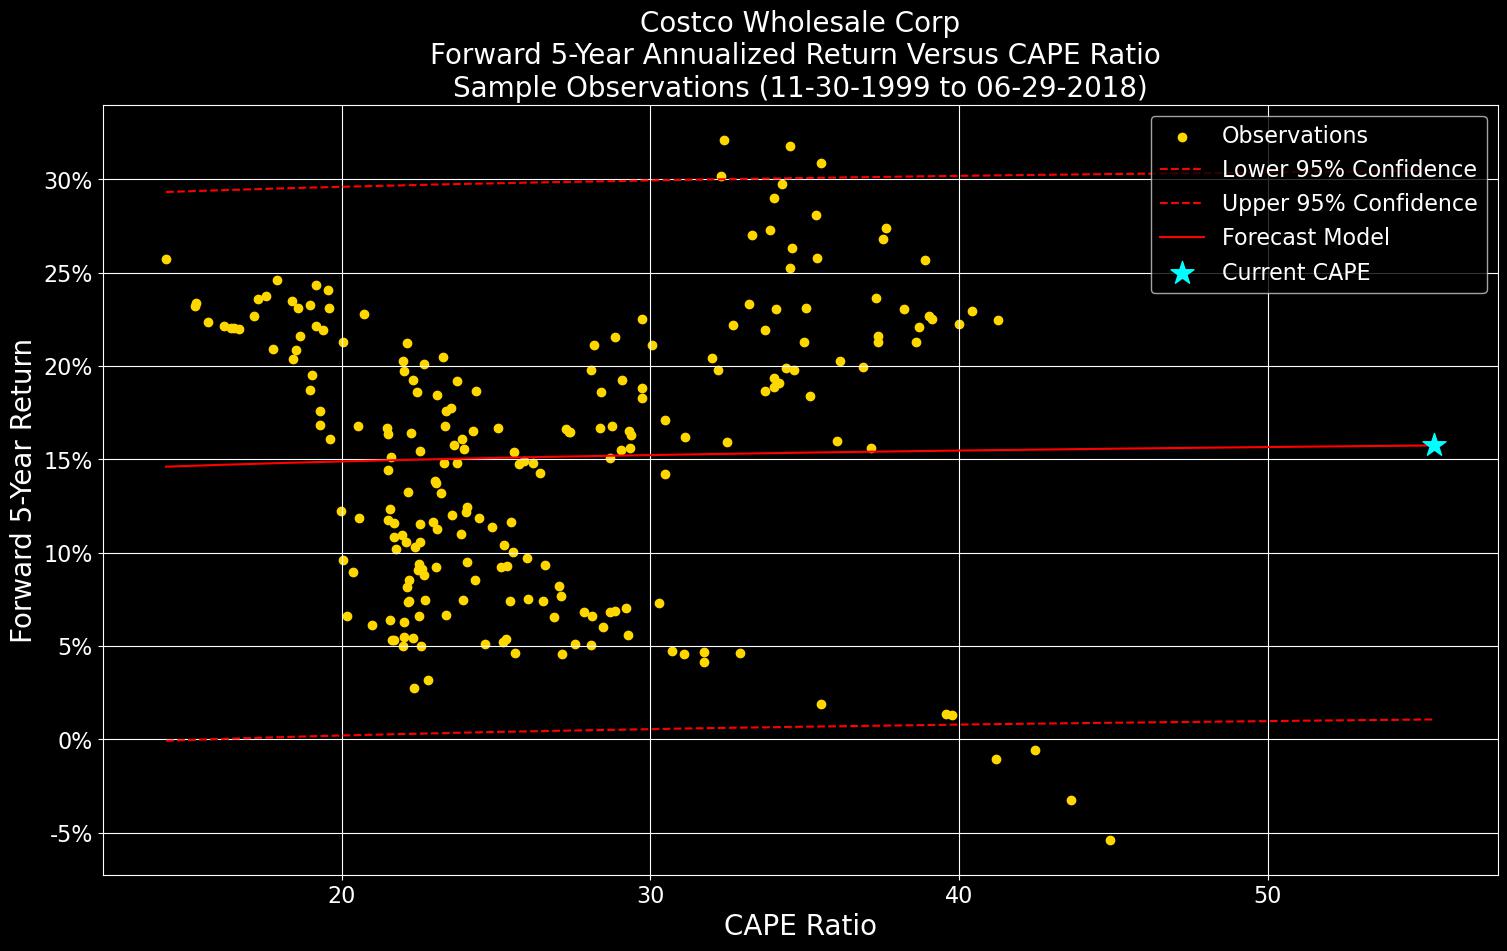 Costco Wholesale Corp
Forward 5-Year Annualized Return Versus CAPE Ratio
Sample Observations (11-30-1999 to 06-29-2018)
Observations
Lower 95% Confidence
Upper 95% Confidence
Forecast Model
Current CAPE
30%
25%
20%
15%
10%
5%
0%
-5%
Forward 5-Year Return
20
30
40
50
CAPE Ratio